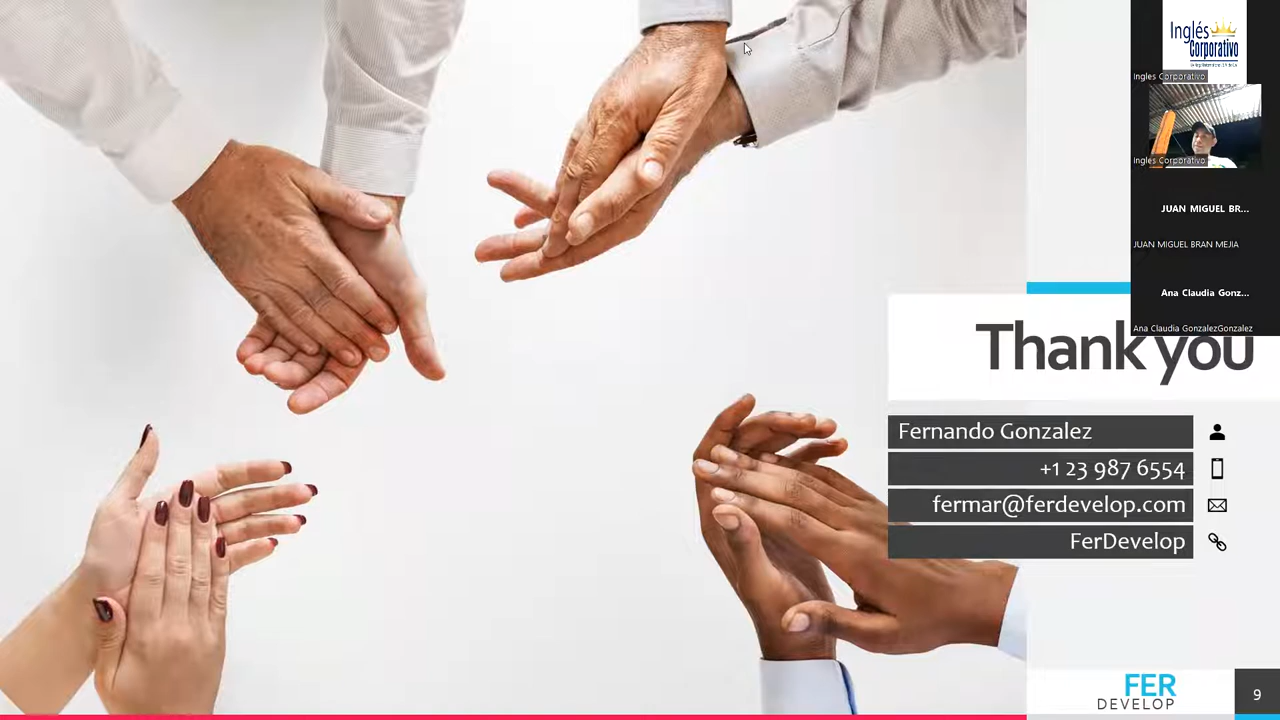 Inglés
Corporativo
Ingles Corporativo
Ingles Corporativo
JUAN MIGUEL BR...
JUAN MIGUEL BRAN MEJIA
Ana Claudia Gonz...
Ana Claudia GonzalezGonzalez
Thank you
Fernando Gonzalez
+1 23 987 6554
fermar@ferdevelop.com
FerDevelop
FER
DEVELOP
9